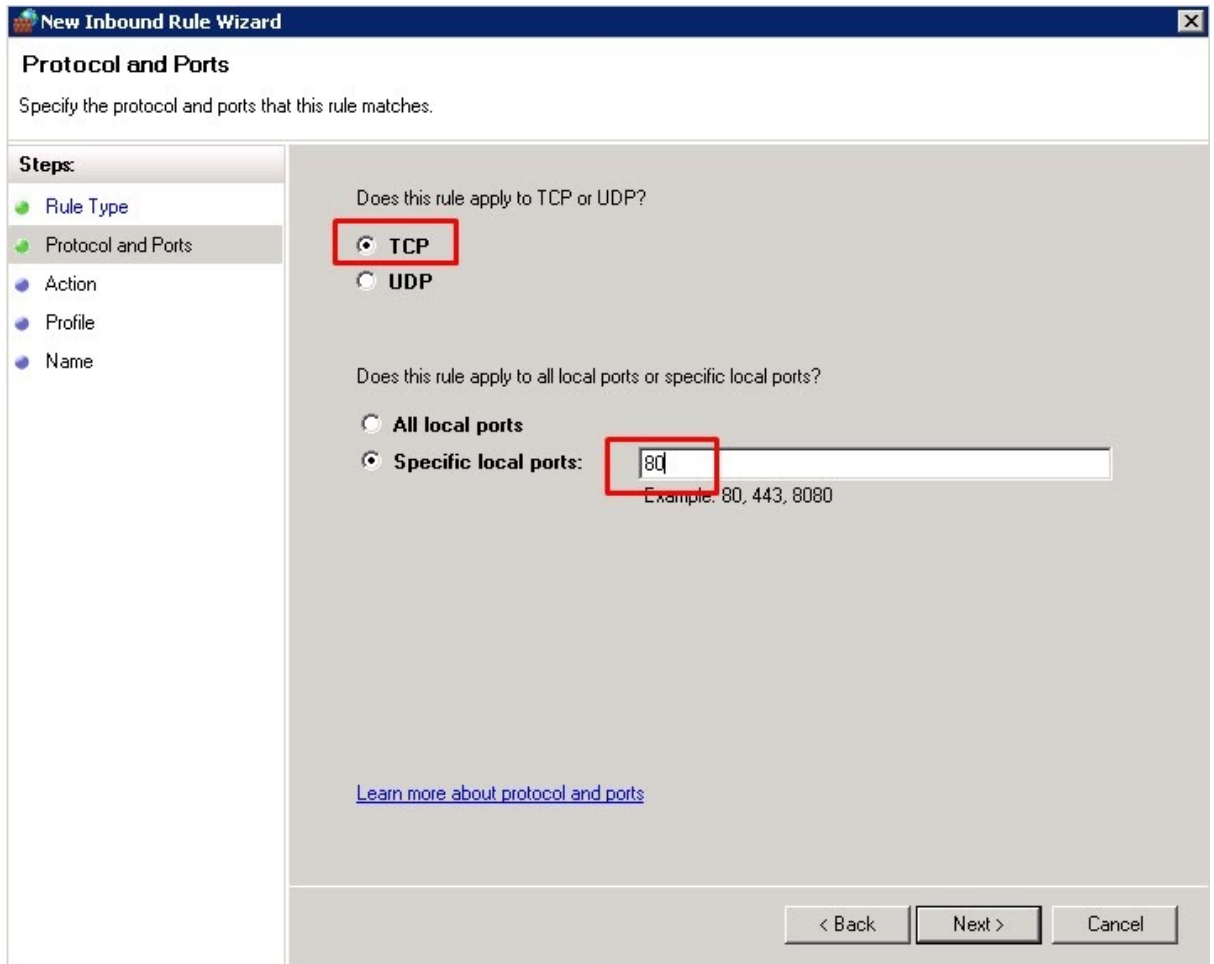 New Inbound Rule Wizard
Protocol and Ports
Specify the protocol and ports that this rule matches.
Steps:
Rule Type
Protocol and Ports
Action
Profile
Name
Does this rule apply to TCP or UDP?
TCP
UDP
Does this rule apply to all local ports or specific local ports?
All local ports
Specific local ports: 80
Example: 80, 443, 8080
Learn more about protocol and ports
< Back Next > Cancel